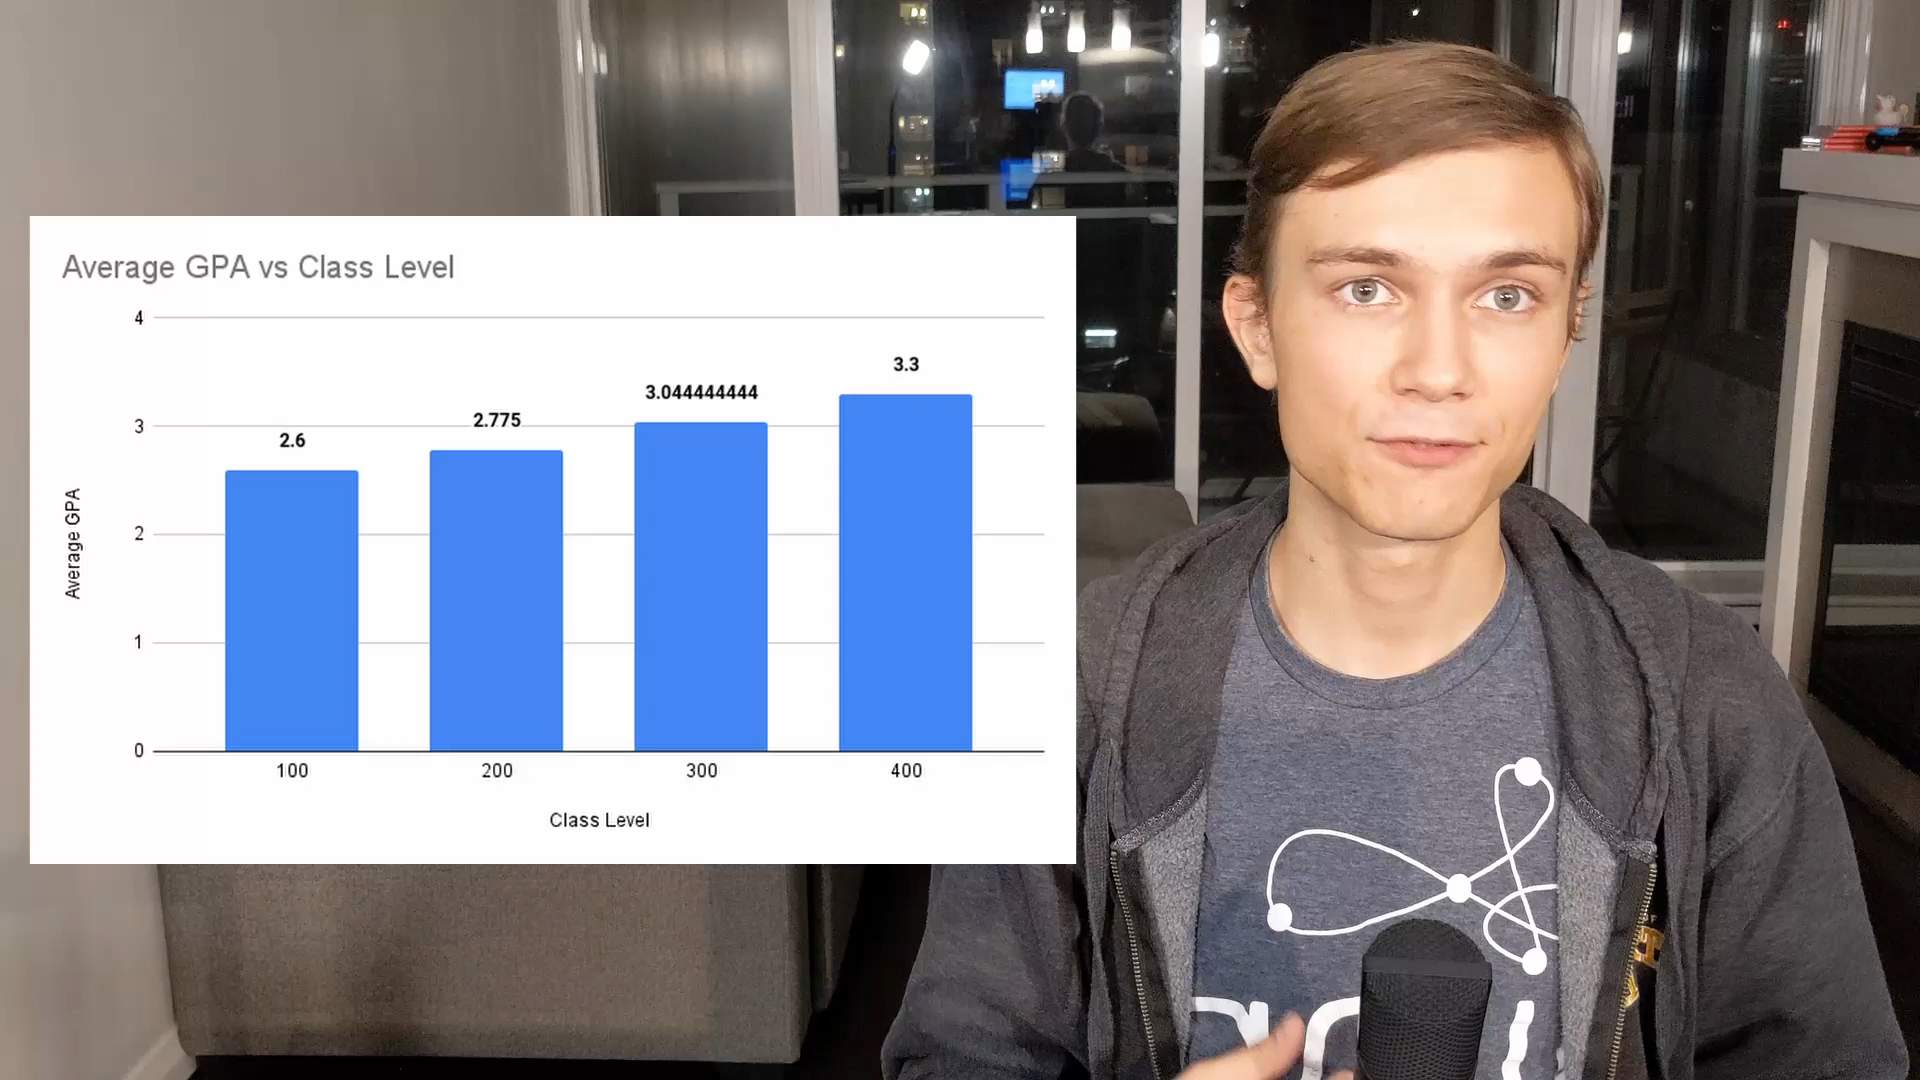 Average GPA vs Class Level
4
3.3
3.044444444
3
2.775
2.6
2
Average GPA
1
0
100 200 300 400
Class Level